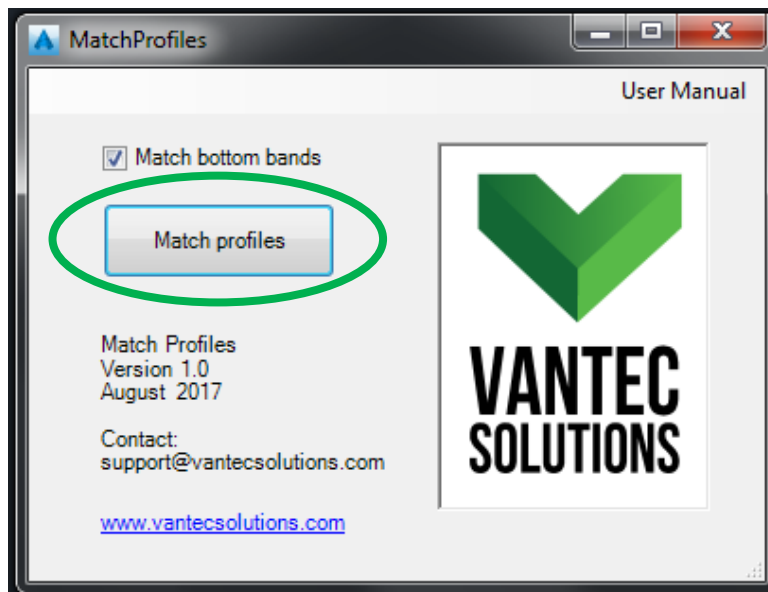 MatchProfiles
User Manual
Match bottom bands
Match profiles
Match Profiles
Version 1.0
August 2017
Contact:
support@vantecsolutions.com
www.vantecsolutions.com
VANTEC
SOLUTIONS